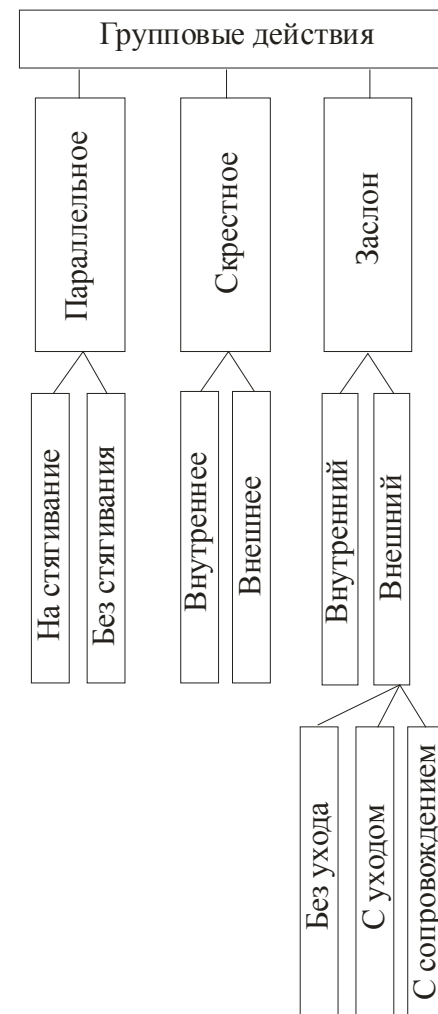 Групповые действия
Параллельное
Скрестное
Заслон
На стягивание
Без стягивания
Внутреннее
Внешнее
Внутренний
Внешний
Без ухода
С уходом
С сопровождением